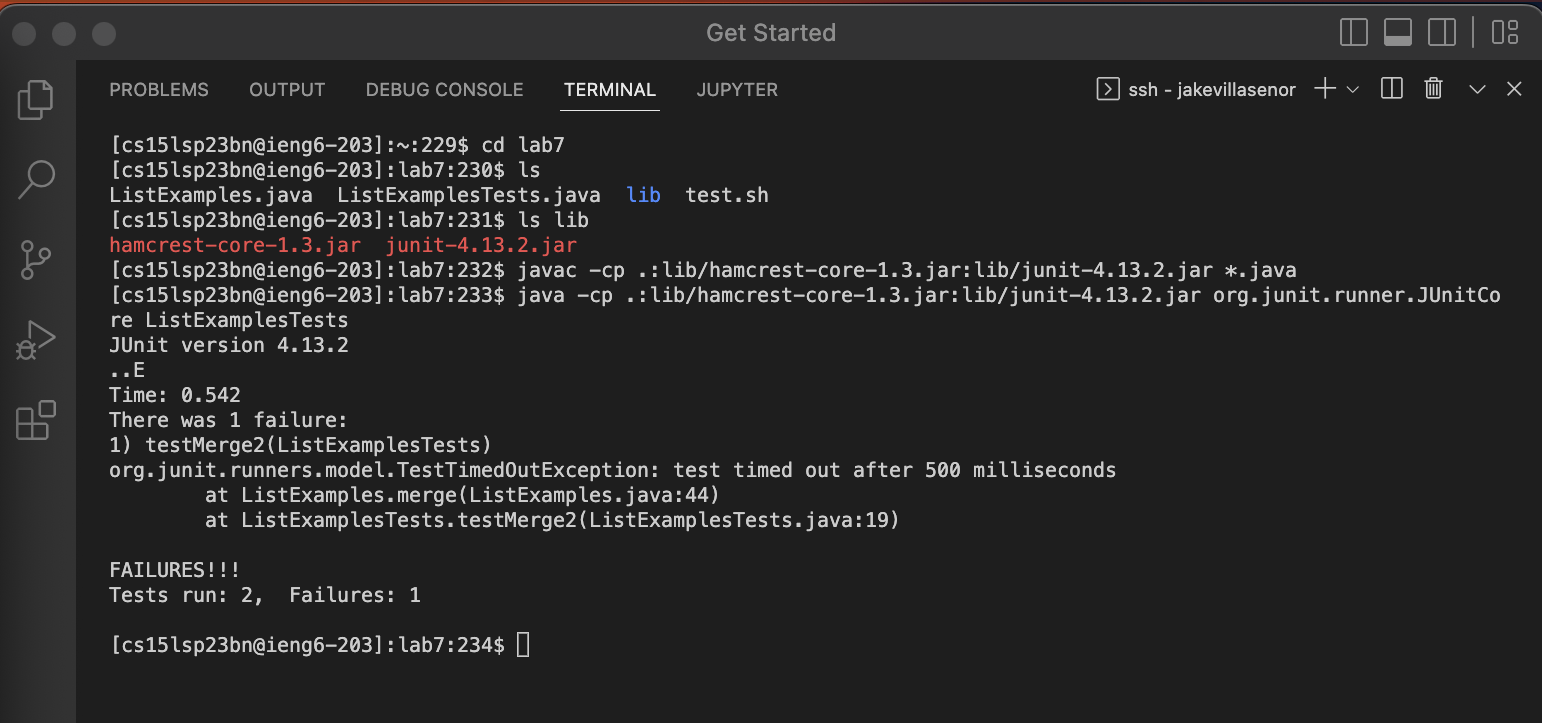 Get Started
PROBLEMS OUTPUT DEBUG CONSOLE TERMINAL JUPYTER ssh - jakevillasenor
[cs15lsp23bn@ieng6-203]:~:229$ cd lab7
[cs15lsp23bn@ieng6-203]:lab7:230$ ls
ListExamples.java  ListExamplesTests.java  lib  test.sh
[cs15lsp23bn@ieng6-203]:lab7:231$ ls lib
hamcrest-core-1.3.jar  junit-4.13.2.jar
[cs15lsp23bn@ieng6-203]:lab7:232$ javac -cp .:lib/hamcrest-core-1.3.jar:lib/junit-4.13.2.jar *.java
[cs15lsp23bn@ieng6-203]:lab7:233$ java -cp .:lib/hamcrest-core-1.3.jar:lib/junit-4.13.2.jar org.junit.runner.JUnitCo
re ListExamplesTests
JUnit version 4.13.2
..E
Time: 0.542
There was 1 failure:
1) testMerge2(ListExamplesTests)
org.junit.runners.model.TestTimedOutException: test timed out after 500 milliseconds
        at ListExamples.merge(ListExamples.java:44)
        at ListExamplesTests.testMerge2(ListExamplesTests.java:19)
FAILURES!!!
Tests run: 2,  Failures: 1
[cs15lsp23bn@ieng6-203]:lab7:234$